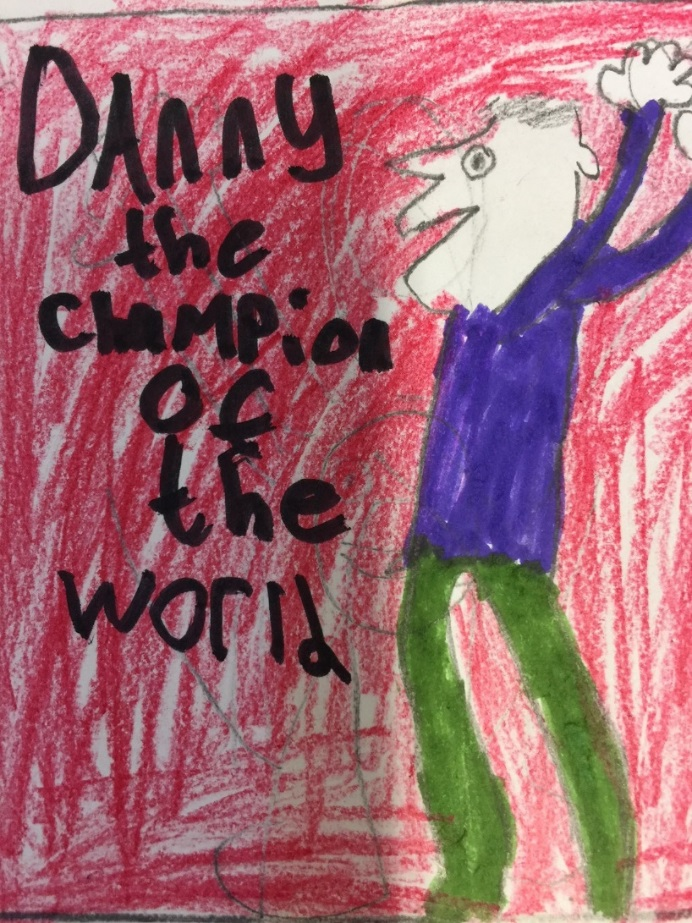 DAnny
the
champion
of
the
world